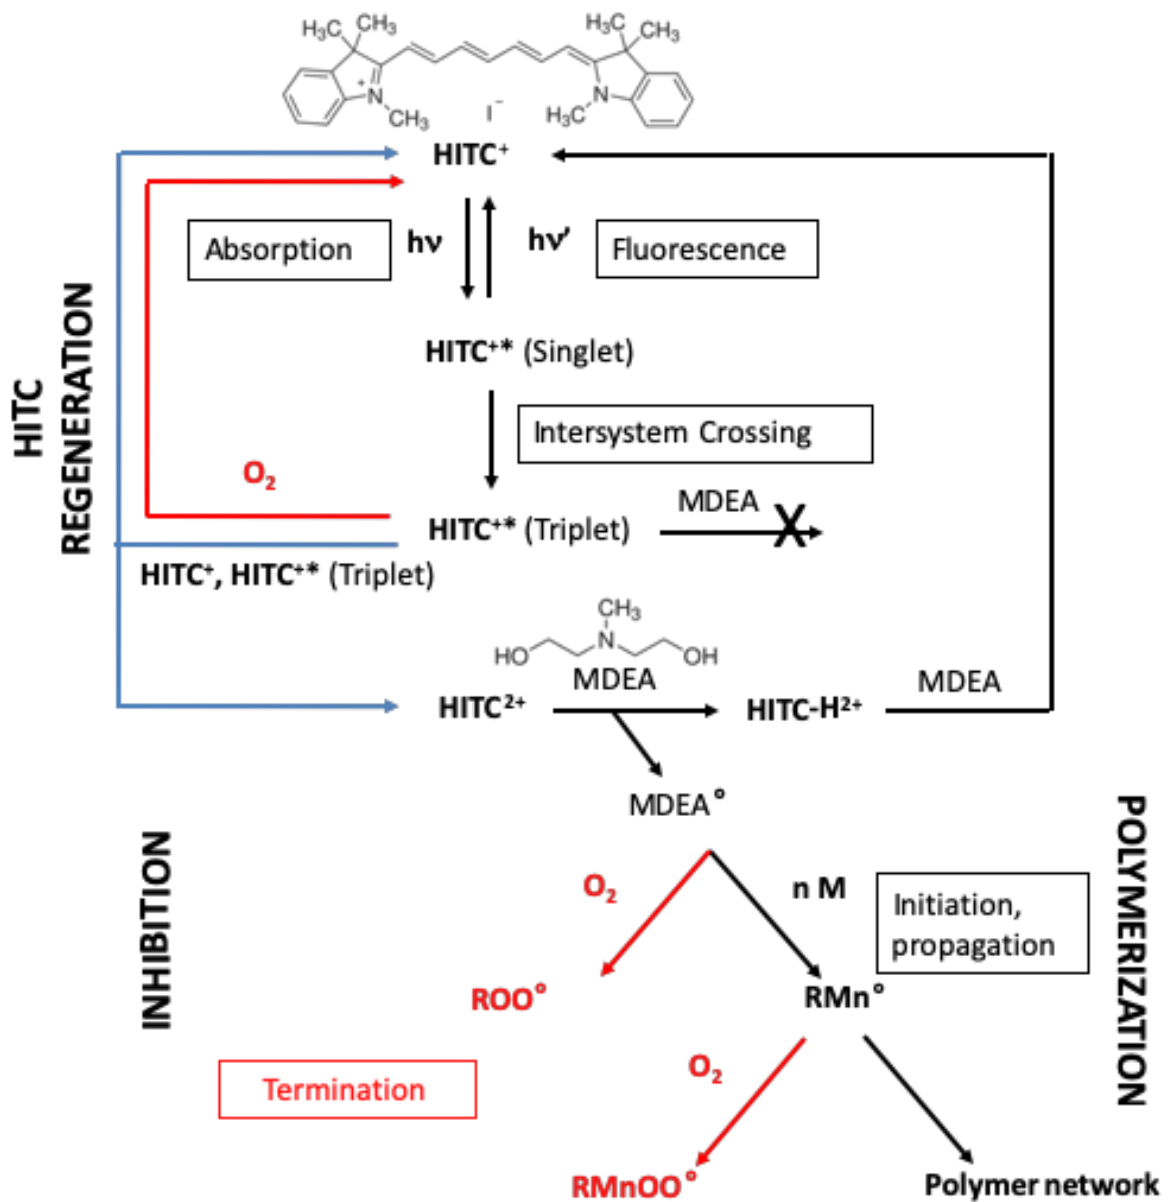 H₃C CH₃ H₃C CH₃
N⁺ CH₃ I⁻ H₃C N
HITC⁺
Absorption hν hν’ Fluorescence
HITC⁺* (Singlet)
Intersystem Crossing
HITC
REGENERATION
O₂
HITC⁺* (Triplet) MDEA X
HITC⁺, HITC⁺* (Triplet)
CH₃
N
HO OH
MDEA
HITC²⁺ HITC-H²⁺ MDEA
MDEA°
INHIBITION
POLYMERIZATION
O₂ n M
Initiation,
propagation
ROO° RMn°
O₂
Termination
RMnOO° Polymer network